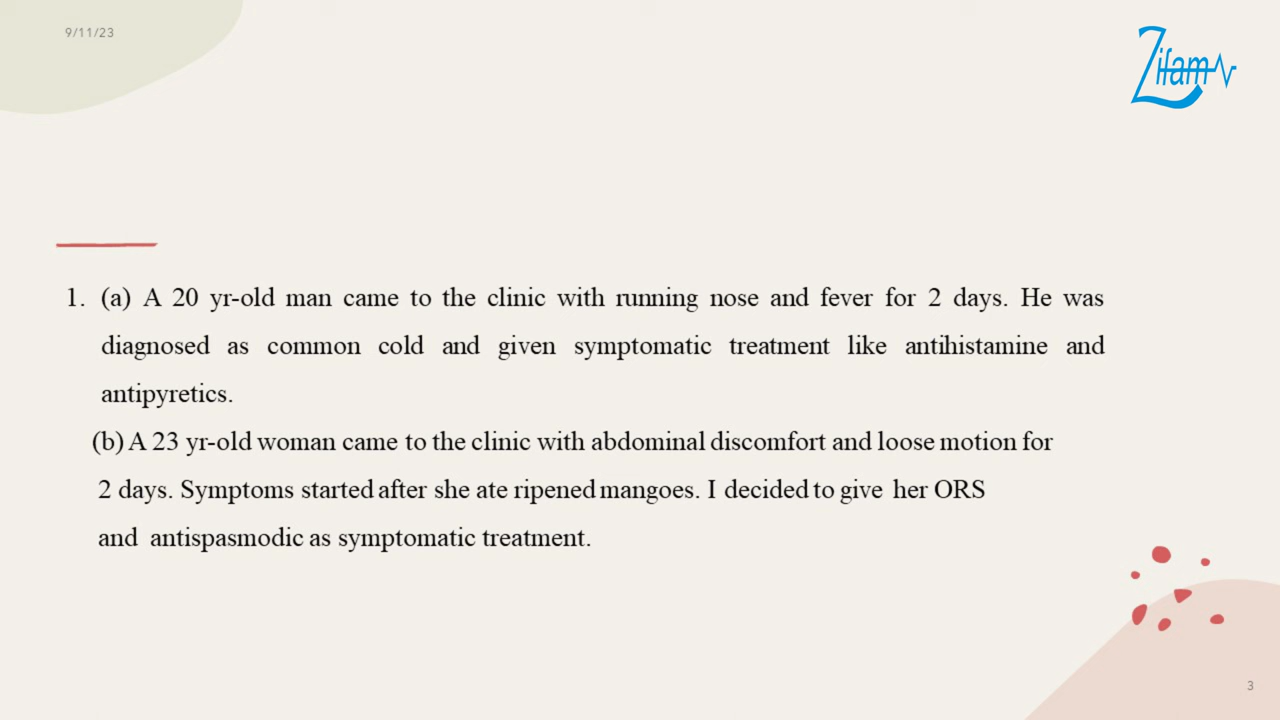 9/11/23
Zifam
1. (a) A 20 yr-old man came to the clinic with running nose and fever for 2 days. He was
diagnosed as common cold and given symptomatic treatment like antihistamine and
antipyretics.
(b) A 23 yr-old woman came to the clinic with abdominal discomfort and loose motion for
2 days. Symptoms started after she ate ripened mangoes. I decided to give her ORS
and antispasmodic as symptomatic treatment.
3